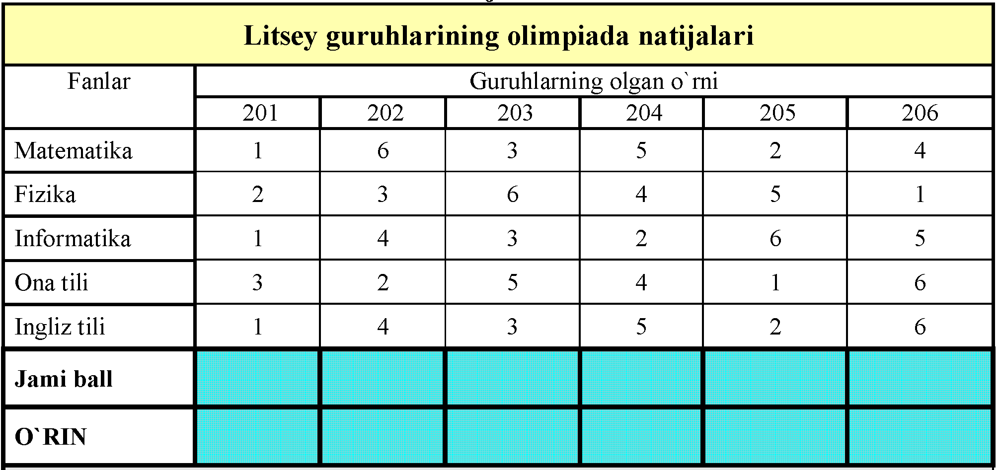 Litsey guruhlarining olimpiada natijalari
Fanlar Guruhlarning olgan o`rni
201 202 203 204 205 206
Matematika 1 6 3 5 2 4
Fizika 2 3 6 4 5 1
Informatika 1 4 3 2 6 5
Ona tili 3 2 5 4 1 6
Ingliz tili 1 4 3 5 2 6
Jami ball
O`RIN